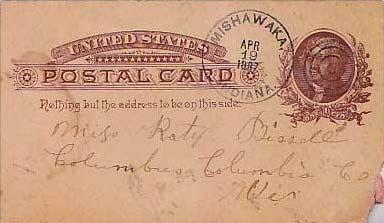 UNITED STATES
POSTAL CARD
Nothing but the address to be on this side.
MISHAWAKA,
APR
19
INDIANA.
Miss Katy Bissell
Columbus Columbia Co
Wis